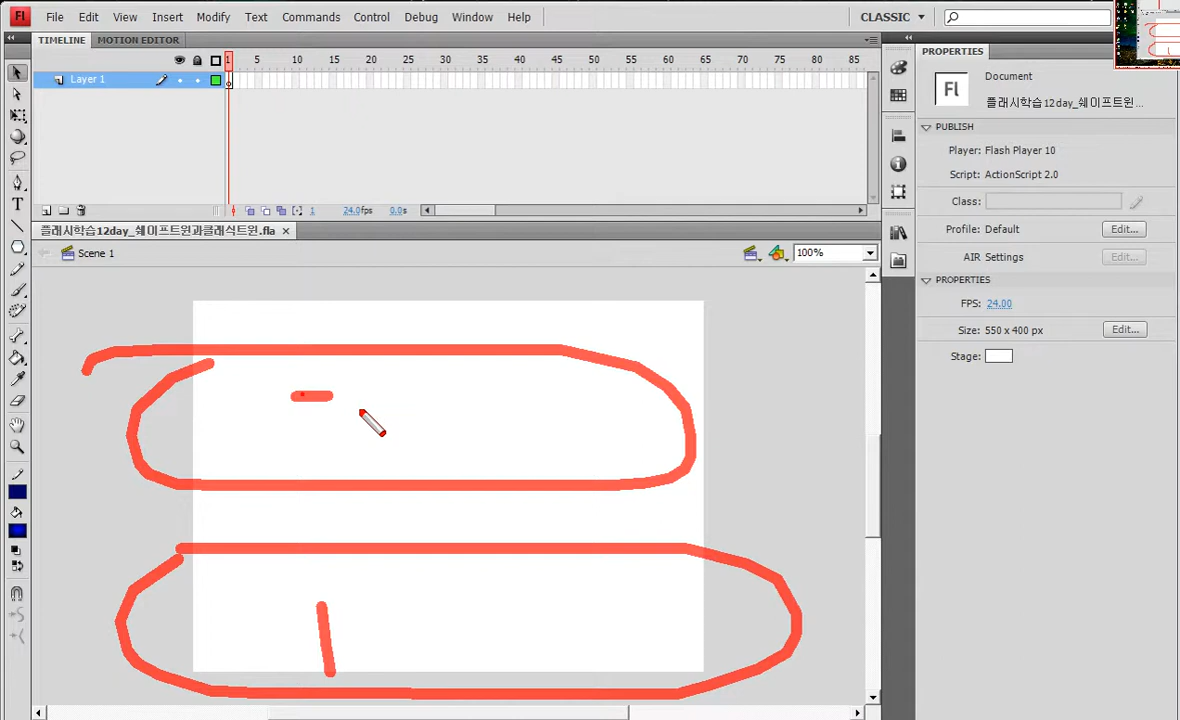 Fl File Edit View Insert Modify Text Commands Control Debug Window Help CLASSIC
TIMELINE MOTION EDITOR
1 5 10 15 20 25 30 35 40 45 50 55 60 65 70 75 80 85
Layer 1
1 24.0fps 0.0s
플래시학습12day_쉐이프트윈과클래식트윈.fla
Scene 1 100%
PROPERTIES
Fl Document
플래시학습12day_쉐이프트윈...
PUBLISH
Player: Flash Player 10
Script: ActionScript 2.0
Class:
Profile: Default Edit...
AIR Settings Edit...
PROPERTIES
FPS: 24.00
Size: 550 x 400 px Edit...
Stage: